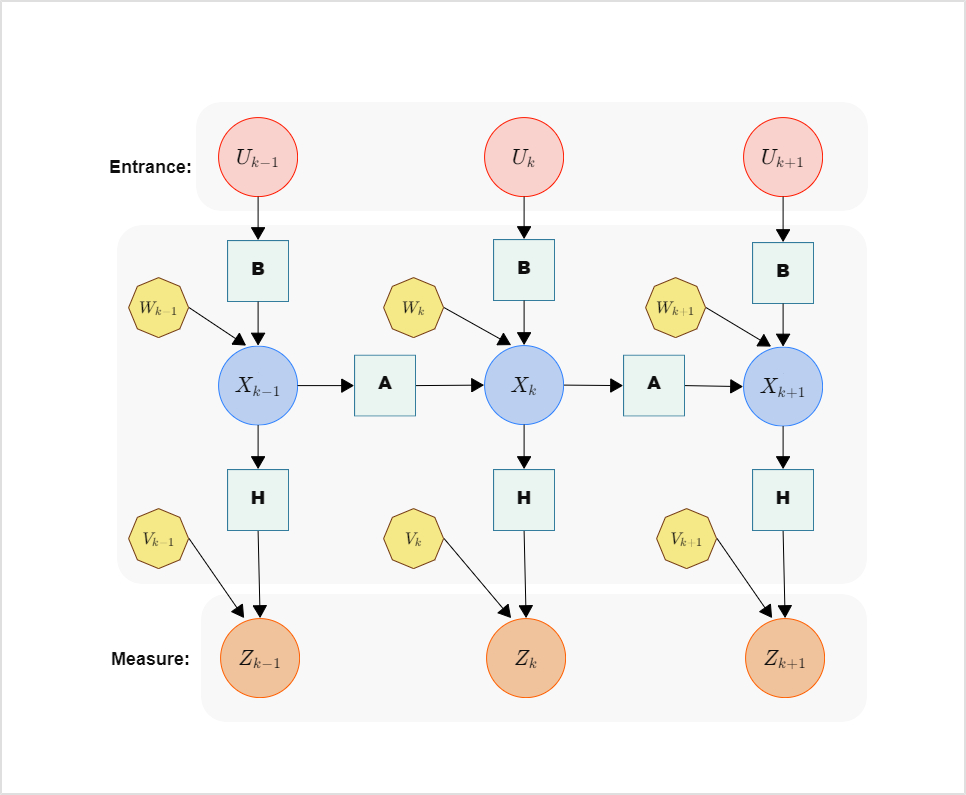 Entrance:
U_{k-1}
U_k
U_{k+1}
B
B
B
W_{k-1}
W_k
W_{k+1}
X_{k-1}
A
X_k
A
X_{k+1}
H
H
H
V_{k-1}
V_k
V_{k+1}
Measure:
Z_{k-1}
Z_k
Z_{k+1}